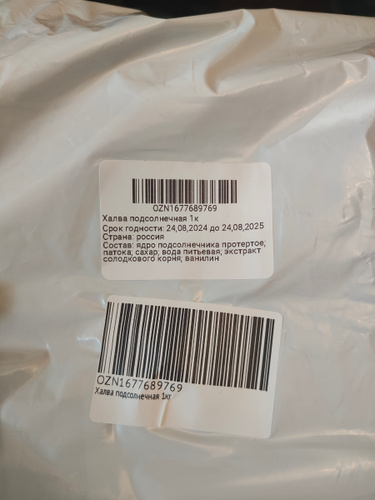 OZN1677689769
Халва подсолнечная 1к
Срок годности: 24,08,2024 до 24,08,2025
Страна: россия
Состав: ядро подсолнечника протертое;
патока; сахар; вода питьевая; экстракт
солодкового корня; ванилин
OZN1677689769
Халва подсолнечная 1кг